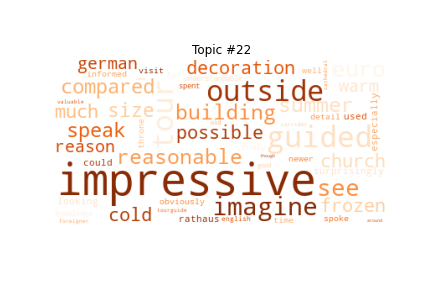 Topic #22
german decoration euro
informed visit well
compared outside warm
spent
much size tour building summer
valuable detail used especially
speak possible guided
reason throne newer church
could reasonable surprisingly
though
impressive see
looking obviously imagine frozen
cold tourguide
rathaus english time spoke around
foreigner